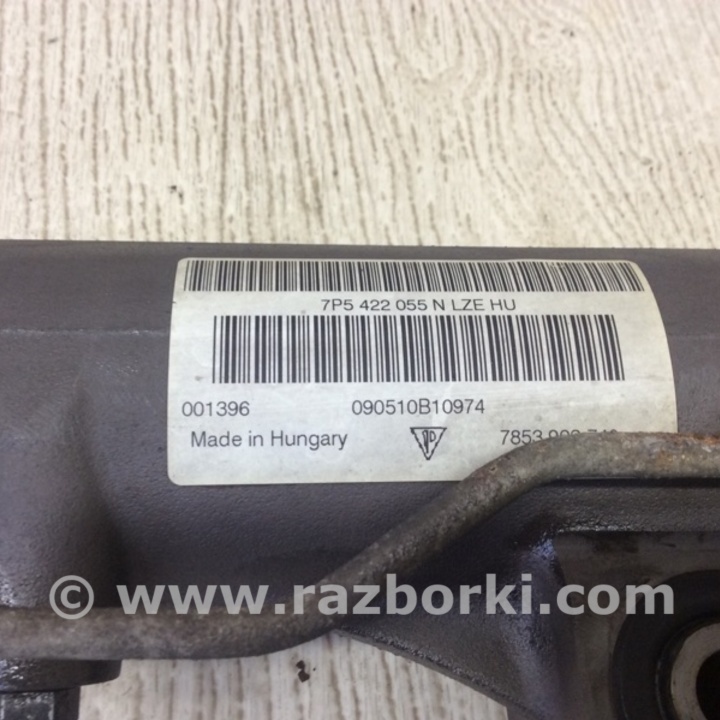 7P5 422 055 N LZE HU
001396 090510B10974
Made in Hungary 7853
© www.razborki.com